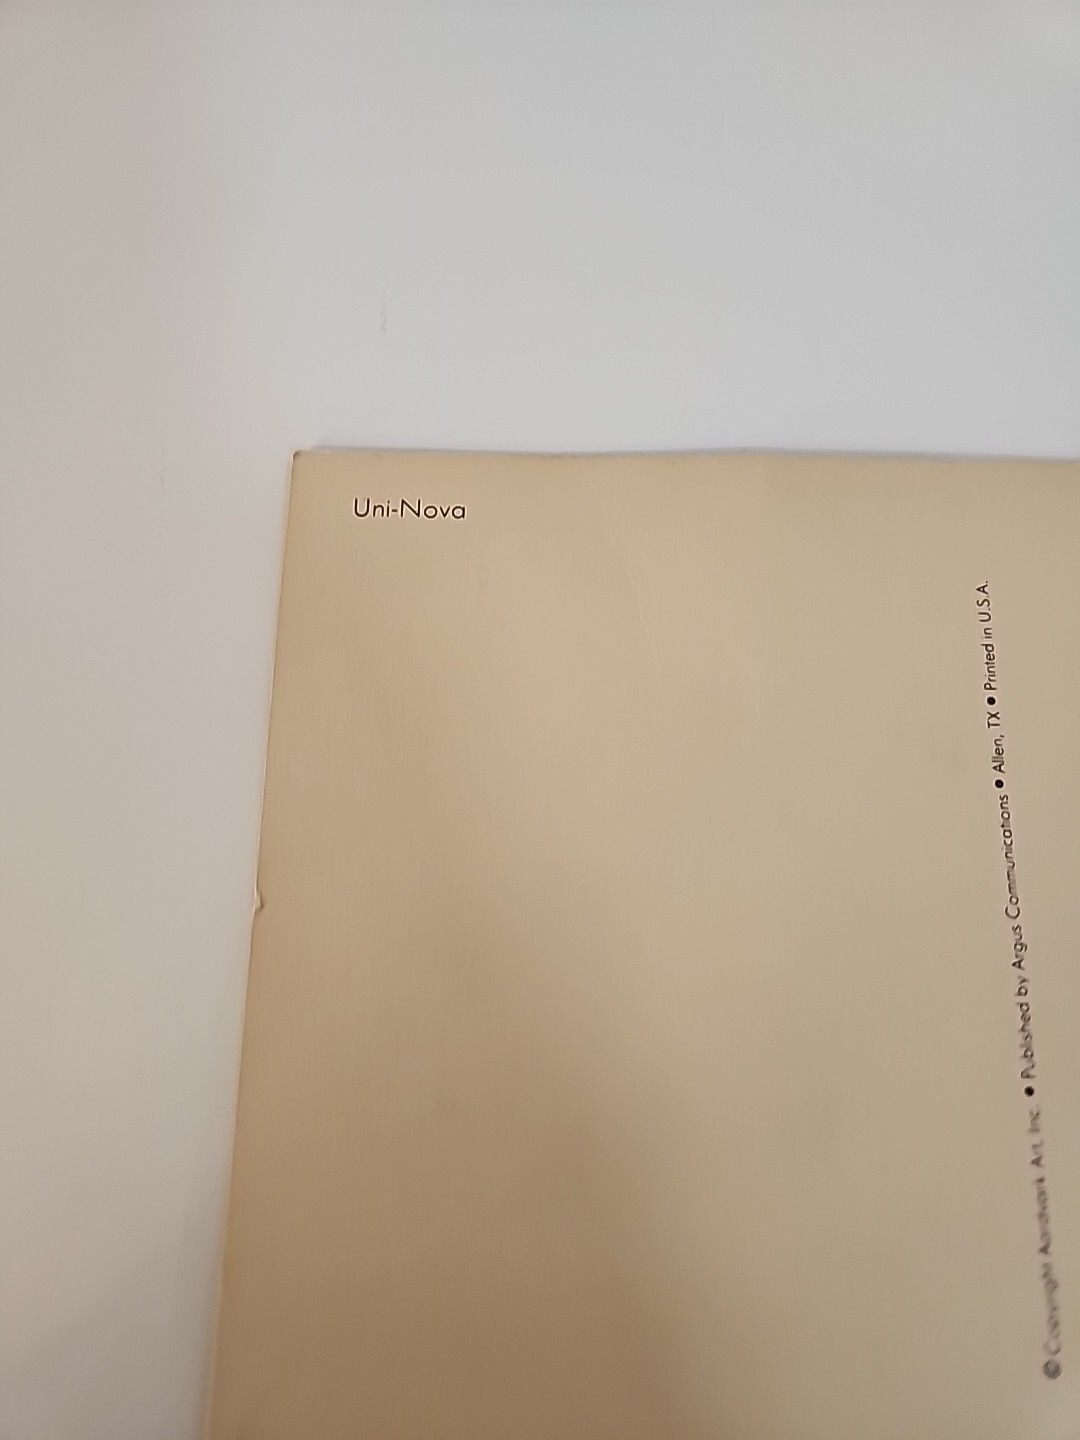 Uni-Nova
© Copyright Aardvark Art, Inc. ● Published by Argus Communications ● Allen, TX ● Printed in U.S.A.